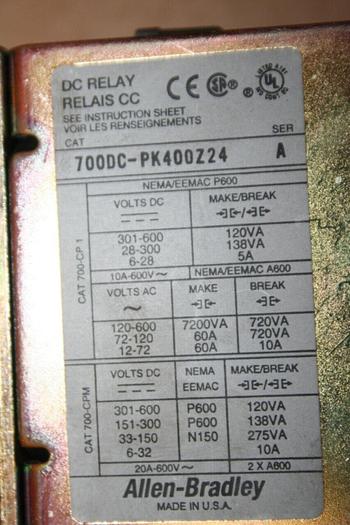 DC RELAY
RELAIS CC
SEE INSTRUCTION SHEET
VOIR LES RENSEIGNEMENTS
CE SA UL
CAT SER
700DC-PK400Z24 A
NEMA/EEMAC P600
CAT 700-CP 1
VOLTS DC MAKE/BREAK
301-600 120VA
28-300 138VA
6-28 5A
10A-600V~ NEMA/EEMAC A600
VOLTS AC MAKE BREAK
~
120-600 7200VA 720VA
72-120 60A 720VA
12-72 60A 10A
CAT 700-CPM
VOLTS DC NEMA EEMAC MAKE/BREAK
301-600 P600 120VA
151-300 P600 138VA
33-150 N150 275VA
6-32 10A
20A-600V~ 2 X A600
Allen-Bradley
MADE IN U.S.A.